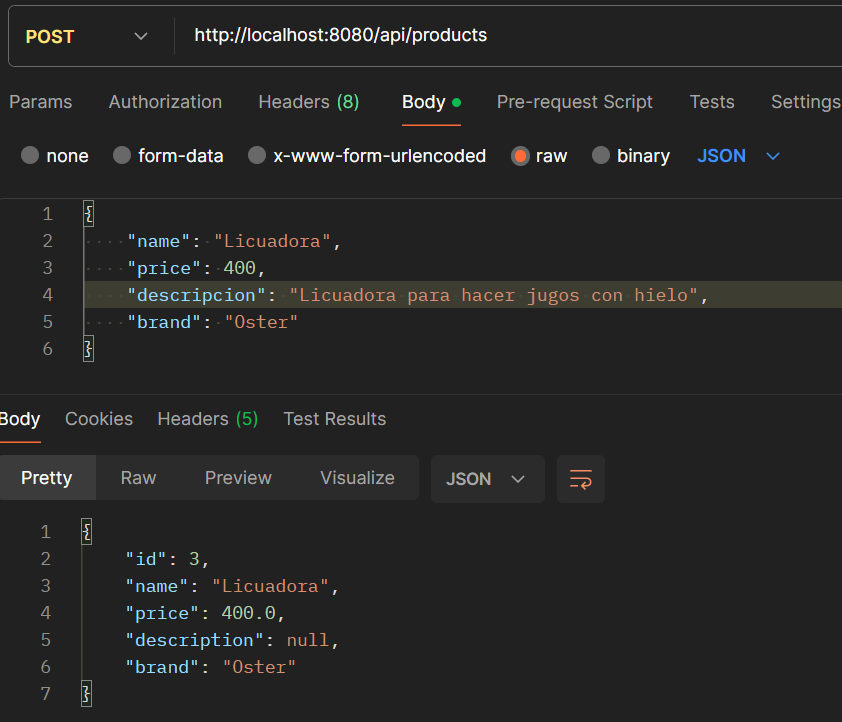 POST http://localhost:8080/api/products
Params Authorization Headers (8) Body Pre-request Script Tests Settings
none form-data x-www-form-urlencoded raw binary JSON
1 {
2 "name": "Licuadora",
3 "price": 400,
4 "descripcion": "Licuadora para hacer jugos con hielo",
5 "brand": "Oster"
6 }
Body Cookies Headers (5) Test Results
Pretty Raw Preview Visualize JSON
1 {
2 "id": 3,
3 "name": "Licuadora",
4 "price": 400.0,
5 "description": null,
6 "brand": "Oster"
7 }